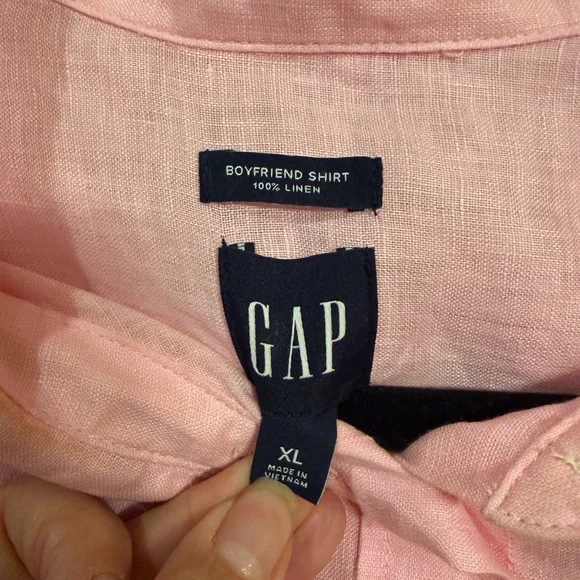 BOYFRIEND SHIRT
100% LINEN
GAP
XL
MADE IN
VIETNAM